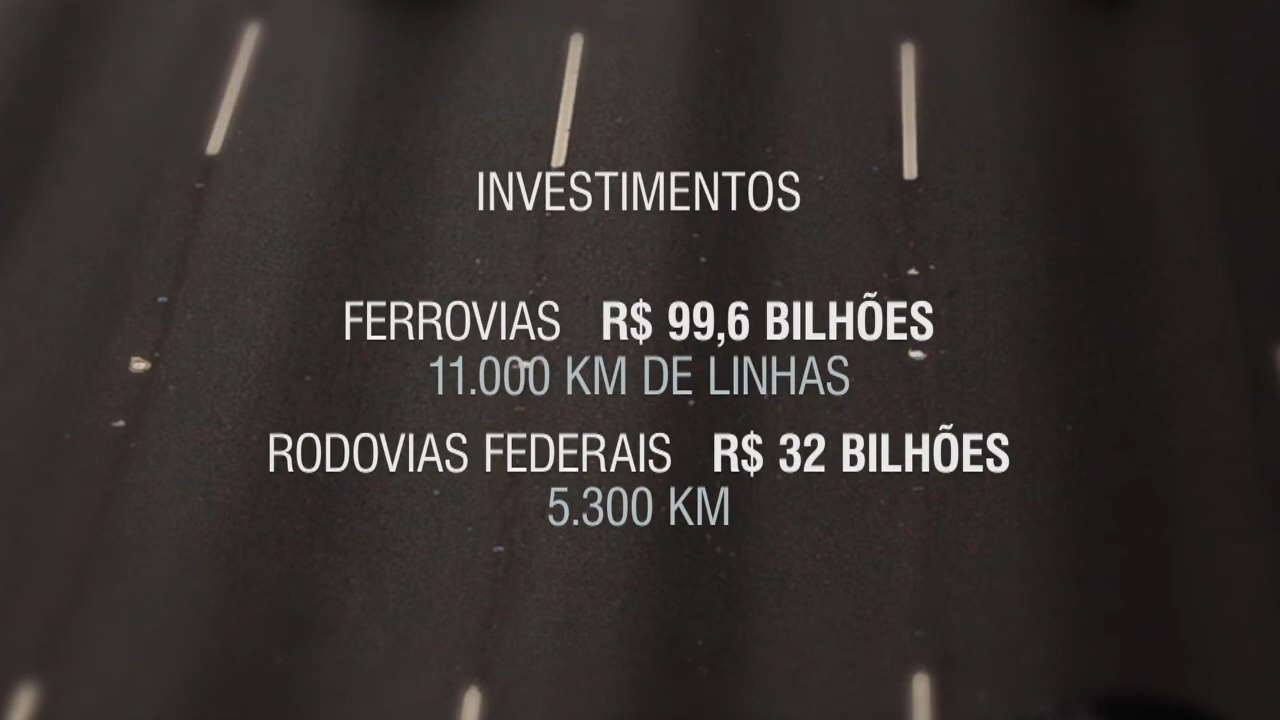 INVESTIMENTOS
FERROVIAS R$ 99,6 BILHÕES
11.000 KM DE LINHAS
RODOVIAS FEDERAIS R$ 32 BILHÕES
5.300 KM